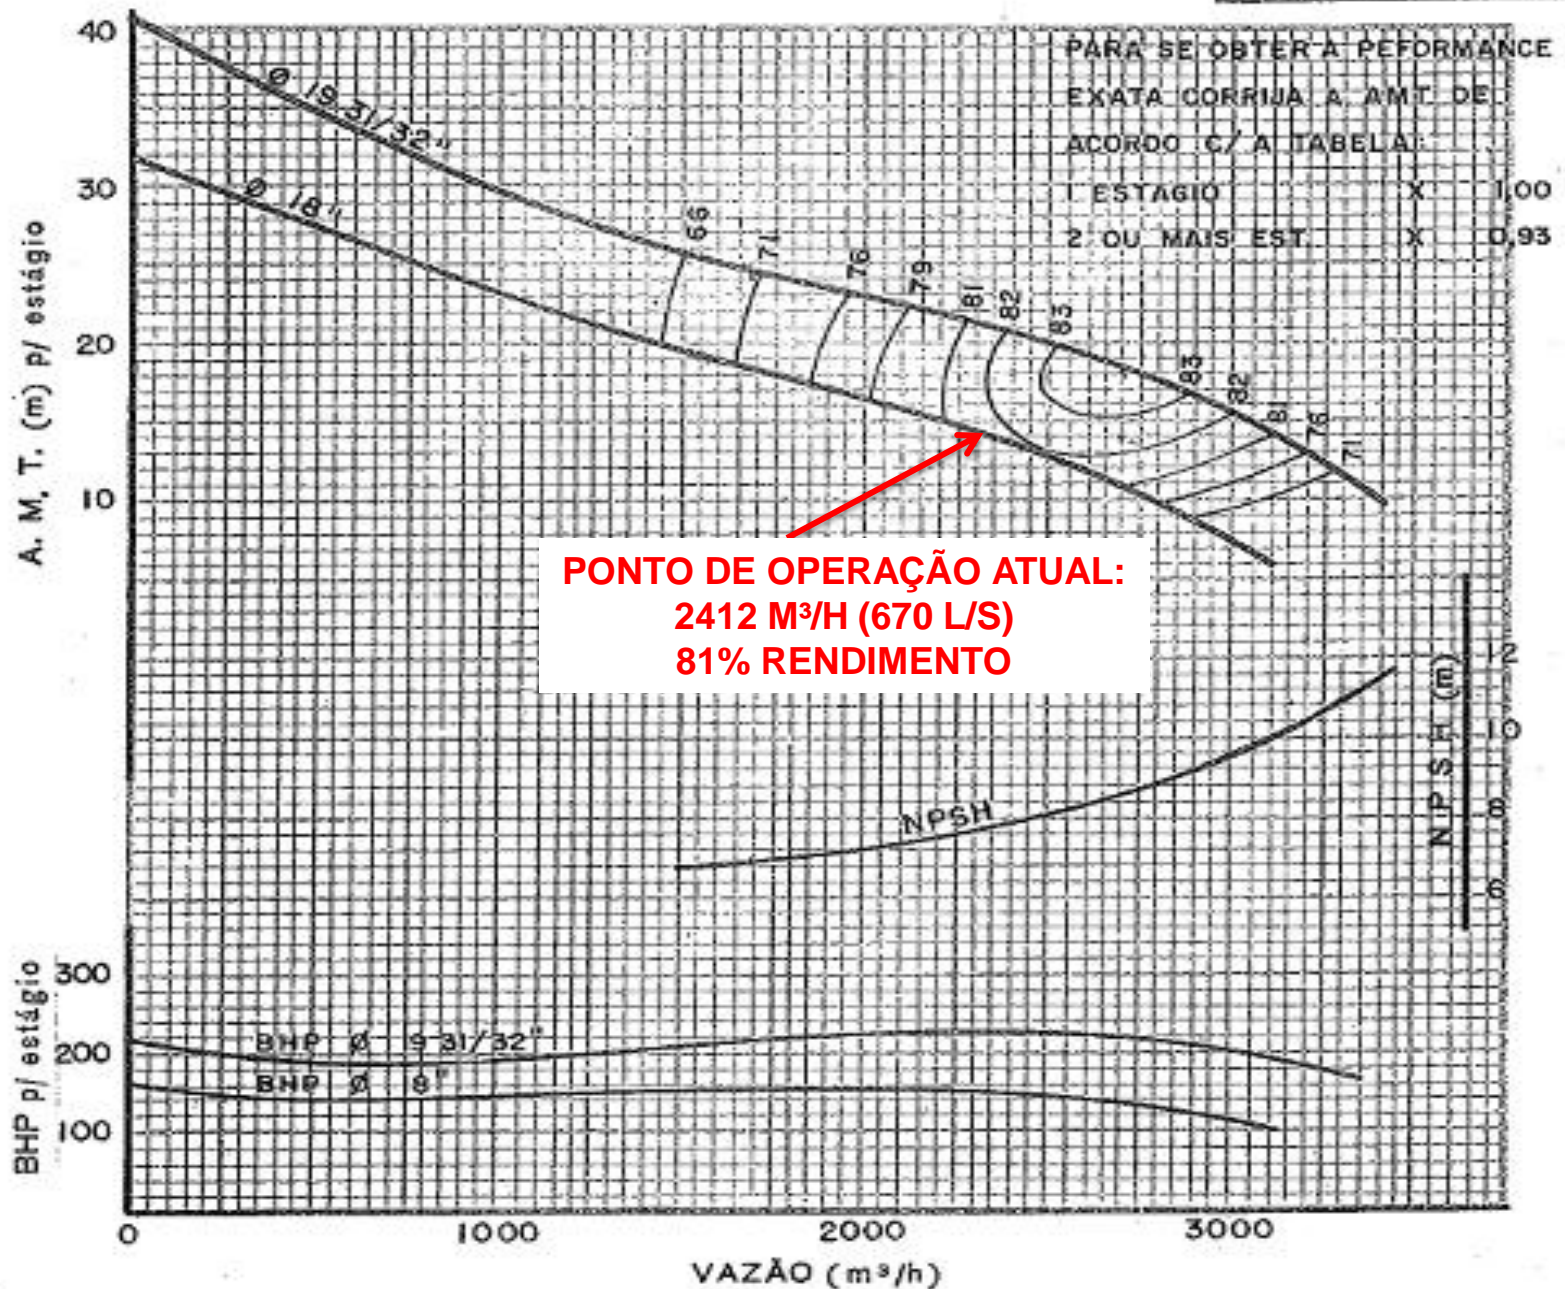 PARA SE OBTER A PEFORMANCE
EXATA CORRIJA A AMT DE
ACORDO C/ A TABELA:
1 ESTAGIO X 1,00
2 OU MAIS EST. X 0,93
A. M. T. (m) p/ estágio
40
30
20
10
Ø 19 31/32"
Ø 18"
66
71
76
79
81
82
83
83
82
81
76
71
PONTO DE OPERAÇÃO ATUAL:
2412 M³/H (670 L/S)
81% RENDIMENTO
NPSH
NPSH (m)
12
10
8
6
BHP p/ estágio
300
200
100
BHP Ø 9 31/32"
BHP Ø 8"
0
1000
2000
3000
VAZÃO (m³/h)